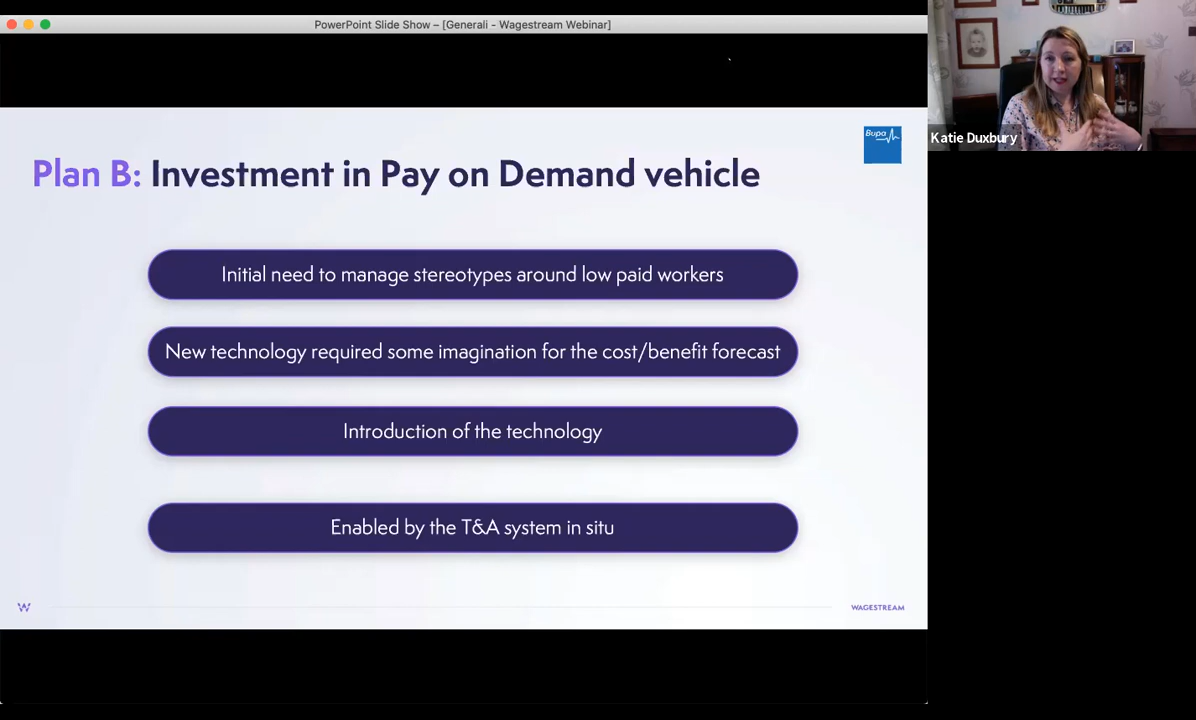 PowerPoint Slide Show – [Generali - Wagestream Webinar]
Katie Duxbury
Bupa
Plan B: Investment in Pay on Demand vehicle
Initial need to manage stereotypes around low paid workers
New technology required some imagination for the cost/benefit forecast
Introduction of the technology
Enabled by the T&A system in situ
W
WAGESTREAM